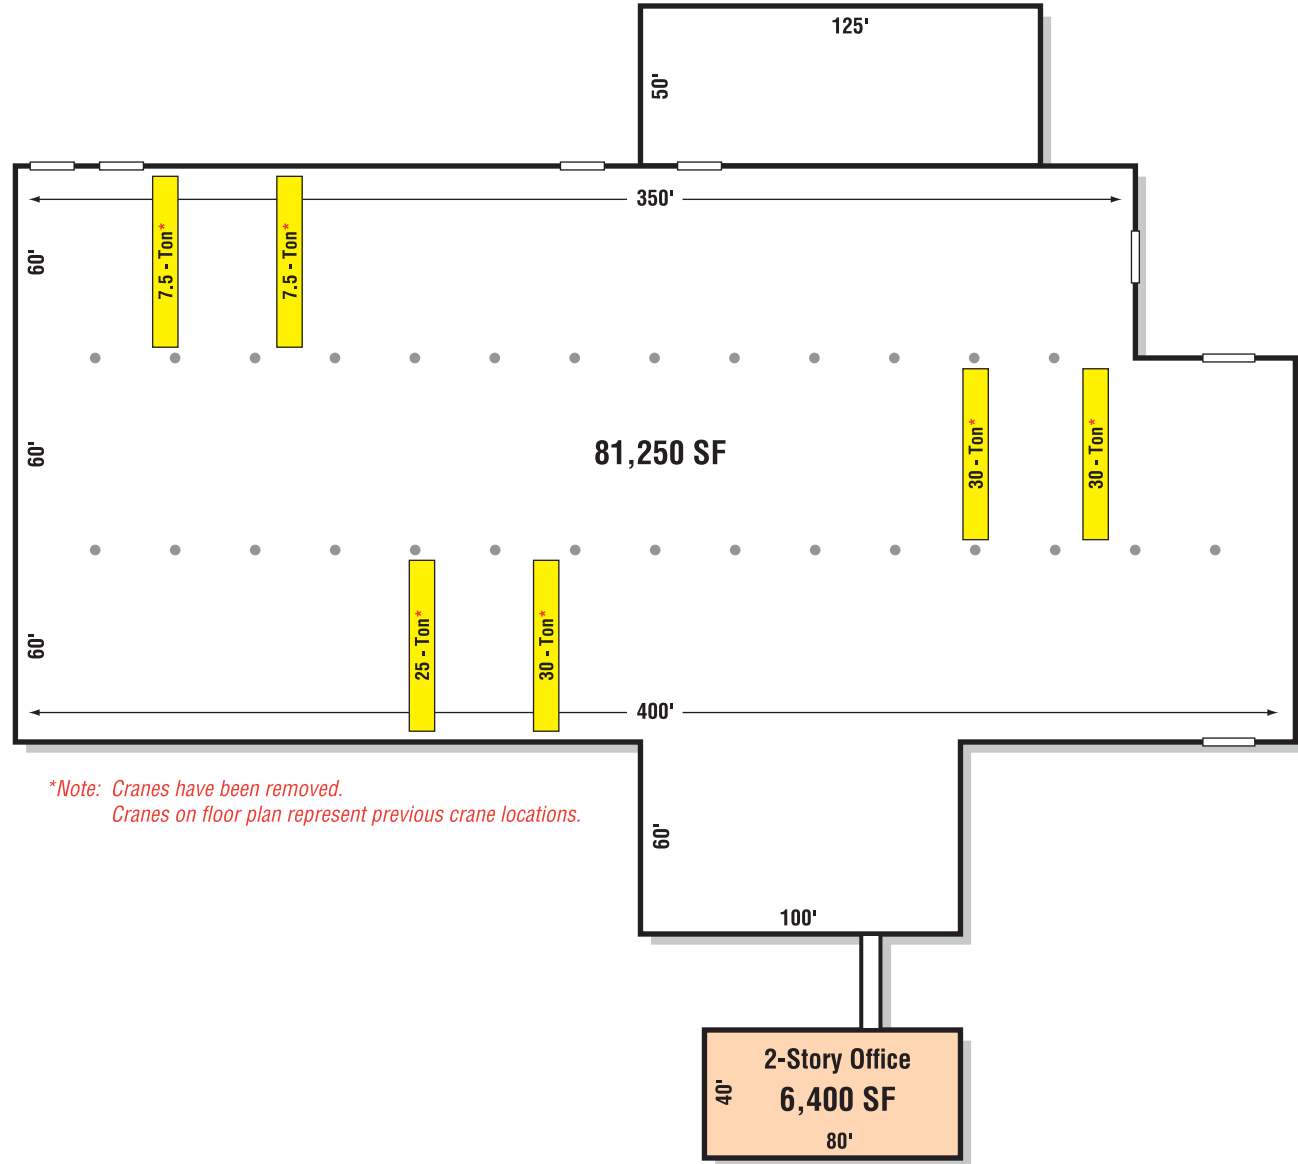 125'
50'
350'
60'
7.5 - Ton*
7.5 - Ton*
60'
81,250 SF
30 - Ton*
30 - Ton*
60'
25 - Ton*
30 - Ton*
400'
*Note: Cranes have been removed.
Cranes on floor plan represent previous crane locations.
60'
100'
2-Story Office
40'
6,400 SF
80'